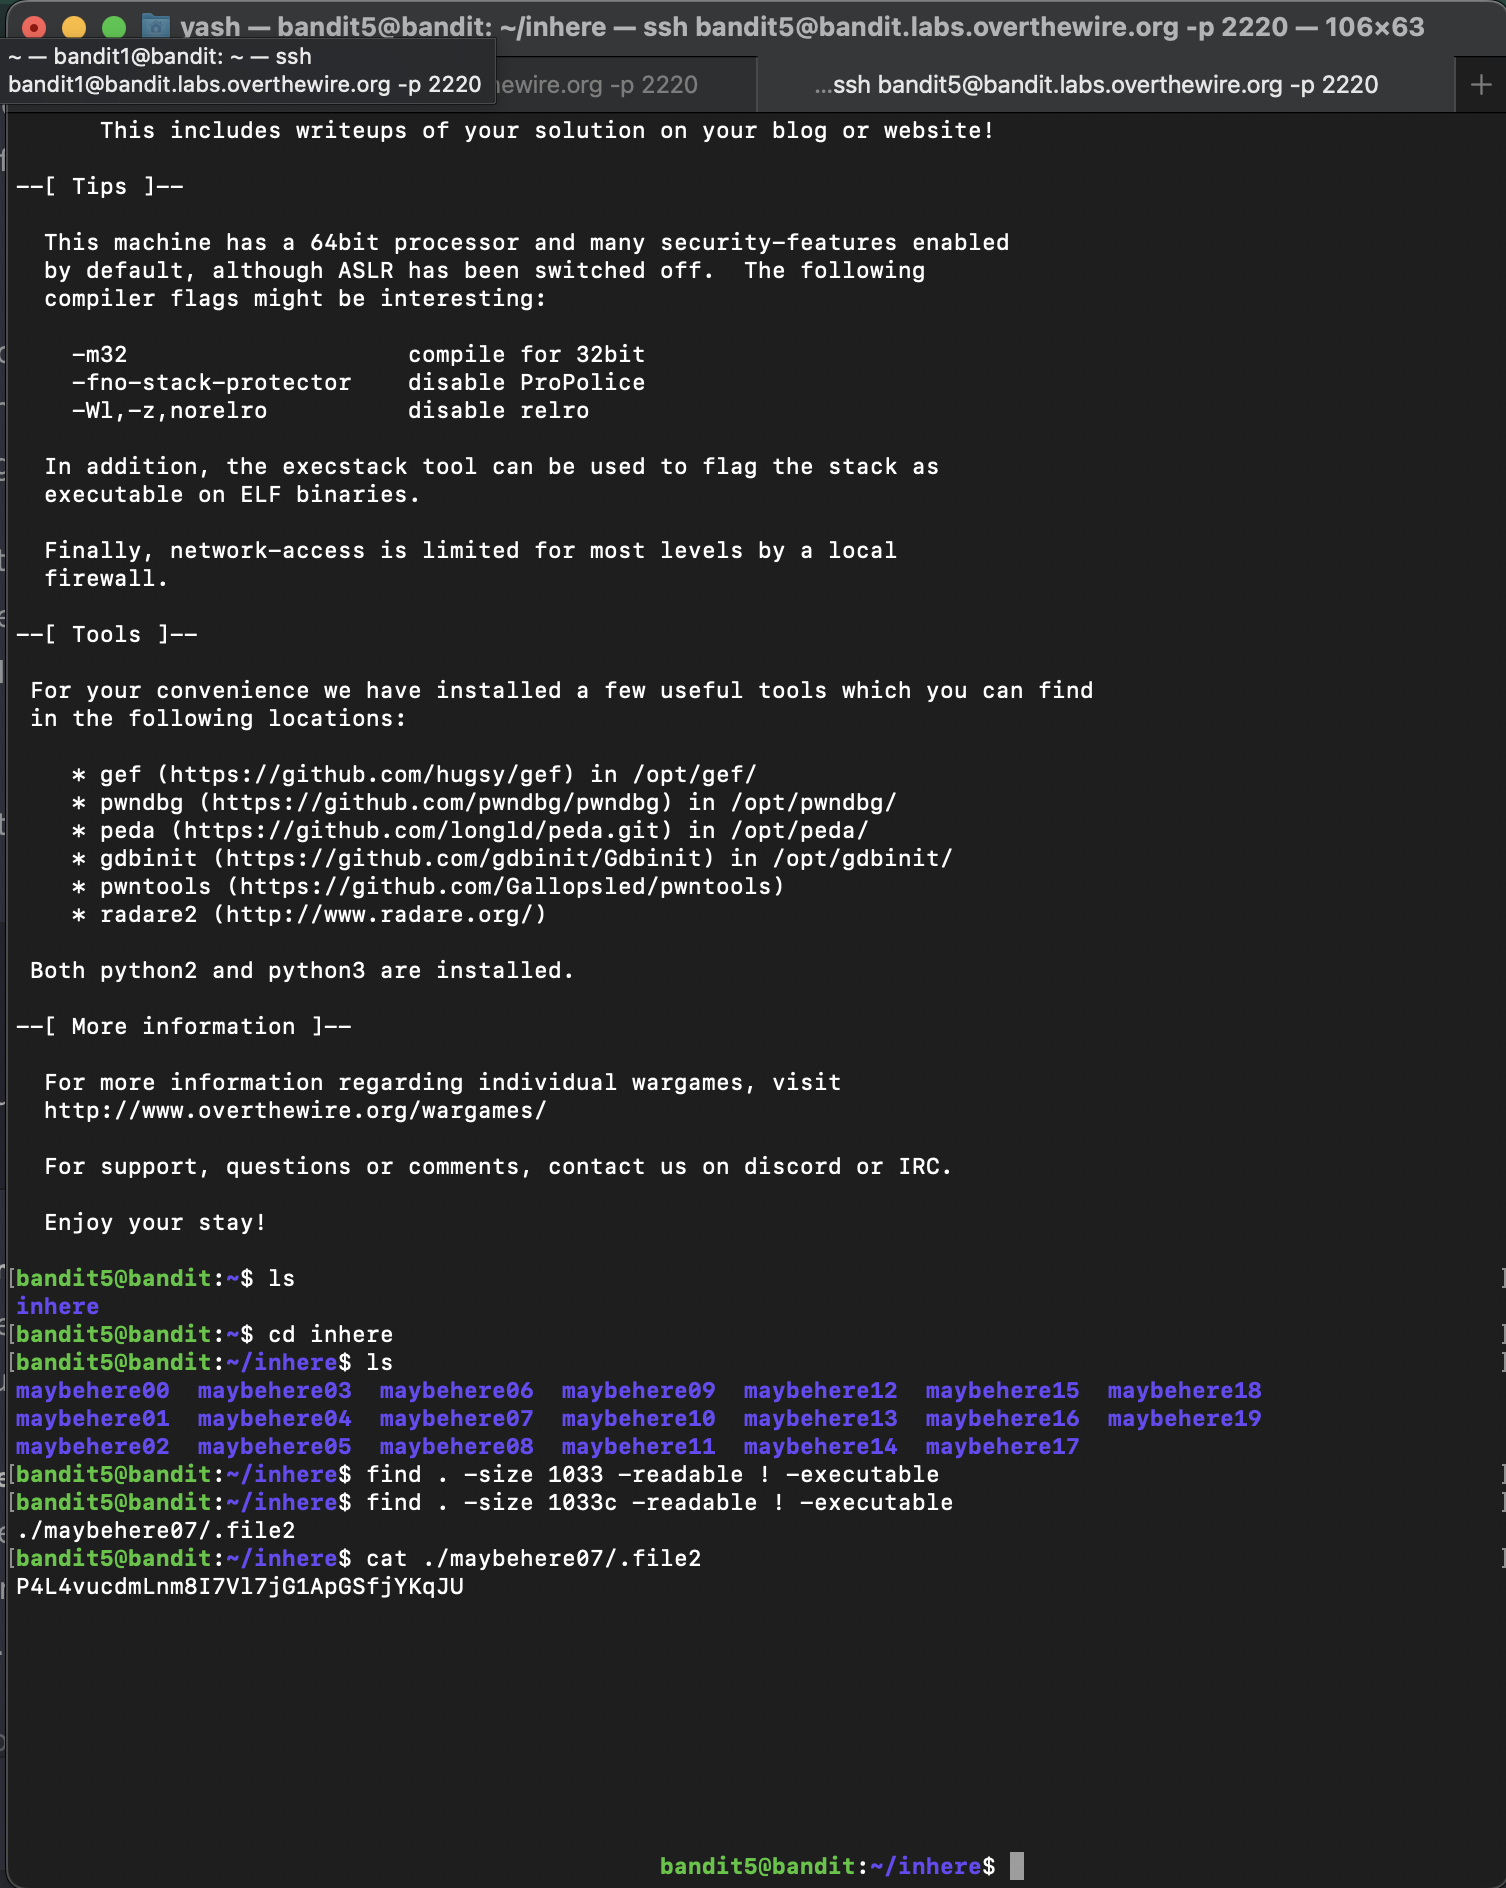 yash — bandit5@bandit: ~/inhere — ssh bandit5@bandit.labs.overthewire.org -p 2220 — 106×63
~ — bandit1@bandit: ~ — ssh
bandit1@bandit.labs.overthewire.org -p 2220
ewire.org -p 2220
...ssh bandit5@bandit.labs.overthewire.org -p 2220
+
      This includes writeups of your solution on your blog or website!
--[ Tips ]--
  This machine has a 64bit processor and many security-features enabled
  by default, although ASLR has been switched off.  The following
  compiler flags might be interesting:
    -m32                    compile for 32bit
    -fno-stack-protector    disable ProPolice
    -Wl,-z,norelro          disable relro
  In addition, the execstack tool can be used to flag the stack as
  executable on ELF binaries.
  Finally, network-access is limited for most levels by a local
  firewall.
--[ Tools ]--
 For your convenience we have installed a few useful tools which you can find
 in the following locations:
    * gef (https://github.com/hugsy/gef) in /opt/gef/
    * pwndbg (https://github.com/pwndbg/pwndbg) in /opt/pwndbg/
    * peda (https://github.com/longld/peda.git) in /opt/peda/
    * gdbinit (https://github.com/gdbinit/Gdbinit) in /opt/gdbinit/
    * pwntools (https://github.com/Gallopsled/pwntools)
    * radare2 (http://www.radare.org/)
 Both python2 and python3 are installed.
--[ More information ]--
  For more information regarding individual wargames, visit
  http://www.overthewire.org/wargames/
  For support, questions or comments, contact us on discord or IRC.
  Enjoy your stay!
[bandit5@bandit:~$ ls ]
inhere
[bandit5@bandit:~$ cd inhere ]
[bandit5@bandit:~/inhere$ ls ]
maybehere00  maybehere03  maybehere06  maybehere09  maybehere12  maybehere15  maybehere18
maybehere01  maybehere04  maybehere07  maybehere10  maybehere13  maybehere16  maybehere19
maybehere02  maybehere05  maybehere08  maybehere11  maybehere14  maybehere17
[bandit5@bandit:~/inhere$ find . -size 1033 -readable ! -executable ]
[bandit5@bandit:~/inhere$ find . -size 1033c -readable ! -executable ]
./maybehere07/.file2
[bandit5@bandit:~/inhere$ cat ./maybehere07/.file2 ]
P4L4vucdmLnm8I7Vl7jG1ApGSfjYKqJU
bandit5@bandit:~/inhere$